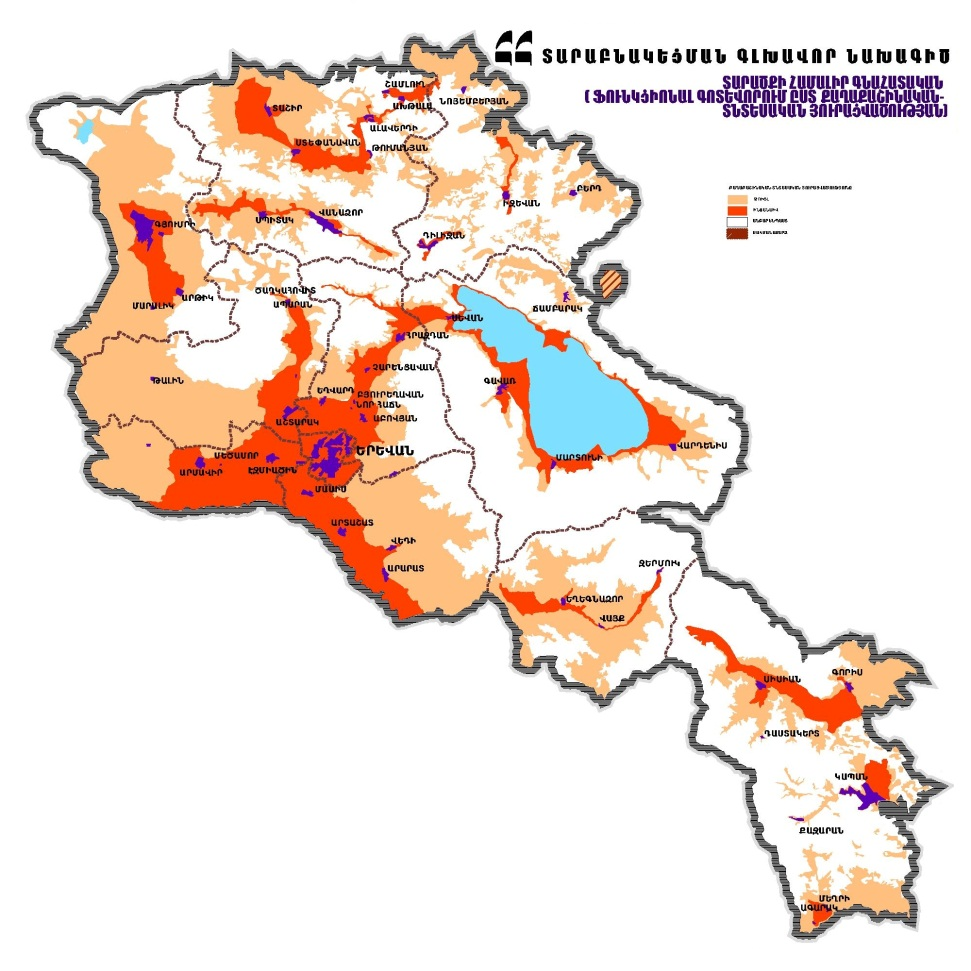 ՏԱՐԱԲՆԱԿԵՑՄԱՆ ԳԼԽԱՎՈՐ ՆԱԽԱԳԻԾ
ՏԱՐԱԾՔԻ ՀԱՄԱԼԻՐ ԳՆԱՀԱՏԱԿԱՆ
( ՖՈՒՆԿՑԻՈՆԱԼ ԳՈՏԵՎՈՐՈՒՄ ԸՍՏ ՔԱՂԱՔԱՇԻՆԱԿԱՆ-
ՏՆՏԵՍԱԿԱՆ ՅՈՒՐԱՑՎԱԾՈՒԹՅԱՆ)
ՇԱՄԼՈՒՂ
ԱԽԹԱԼԱ
ՆՈՅԵՄԲԵՐՅԱՆ
ՏԱՇԻՐ
ԱԼԱՎԵՐԴԻ
ՍՏԵՓԱՆԱՎԱՆ
ԹՈՒՄԱՆՅԱՆ
ԲԵՐԴ
ԻՋԵՎԱՆ
ՍՊԻՏԱԿ
ՎԱՆԱՁՈՐ
ԳՅՈՒՄՐԻ
ԴԻԼԻՋԱՆ
ԾԱՂԿԱՀՈՎԻՏ
ԱՐԹԻԿ
ԱՊԱՐԱՆ
ՄԱՐԱԼԻԿ
ՃԱՄԲԱՐԱԿ
ՍԵՎԱՆ
ՀՐԱԶԴԱՆ
ՉԱՐԵՆՑԱՎԱՆ
ԹԱԼԻՆ
ԳԱՎԱՌ
ԵՂՎԱՐԴ
ԲՅՈՒՐԵՂԱՎԱՆ
ՆՈՐ ՀԱՃՆ
ԱԲՈՎՅԱՆ
ԱՇՏԱՐԱԿ
ԵՐԵՎԱՆ
ՎԱՐԴԵՆԻՍ
ՄԵԾԱՄՈՐ
ՄԱՐՏՈՒՆԻ
ԱՐՄԱՎԻՐ
ԷՋՄԻԱԾԻՆ
ՄԱՍԻՍ
ԱՐՏԱՇԱՏ
ՎԵԴԻ
ԱՐԱՐԱՏ
ՋԵՐՄՈՒԿ
ԵՂԵԳՆԱՁՈՐ
ՎԱՅՔ
ԳՈՐԻՍ
ՍԻՍԻԱՆ
ԴԱՍՏԱԿԵՐՏ
ԿԱՊԱՆ
ՔԱՋԱՐԱՆ
ՄԵՂՐԻ
ԱԳԱՐԱԿ